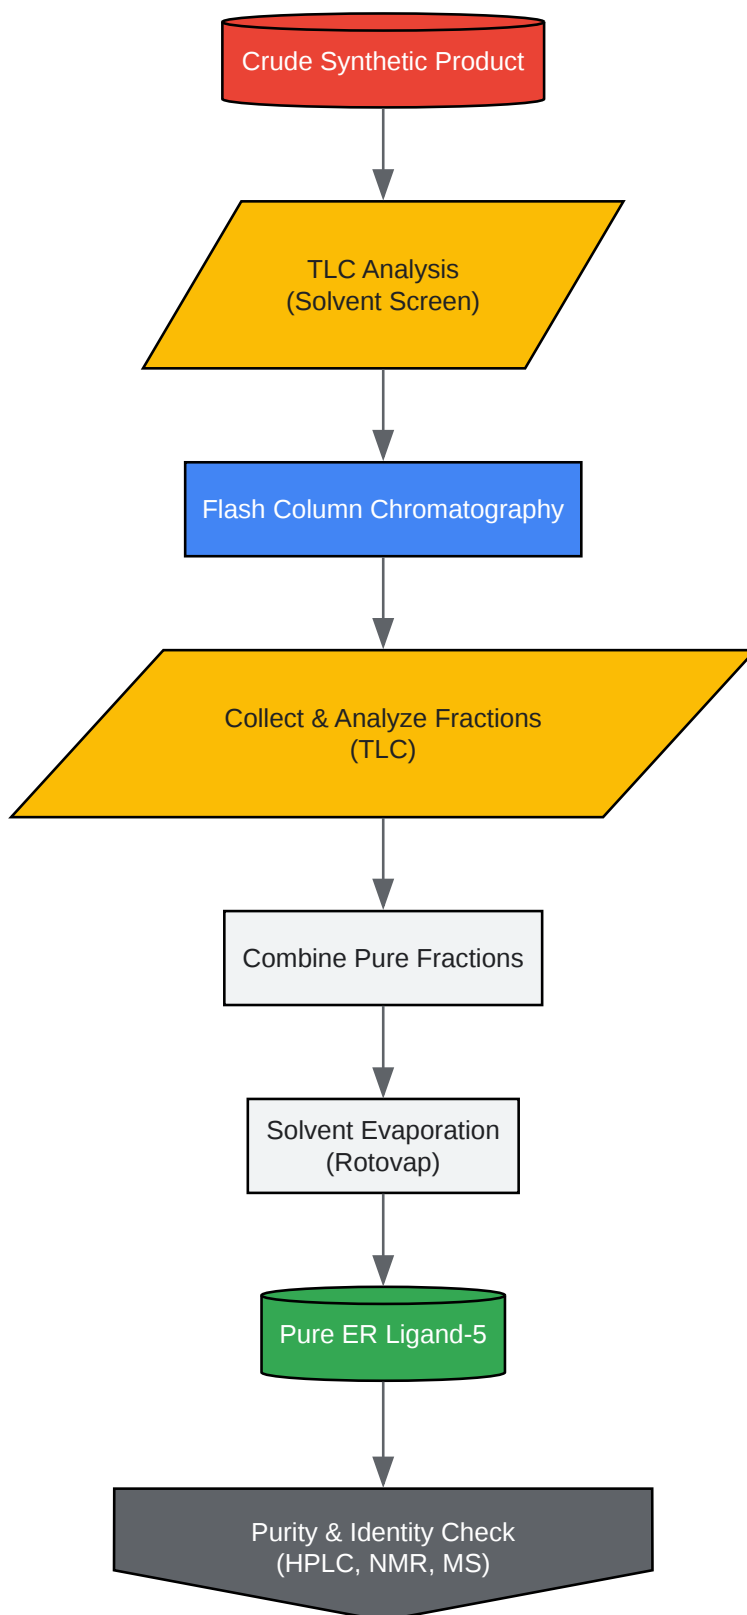 Crude Synthetic Product
TLC Analysis
(Solvent Screen)
Flash Column Chromatography
Collect & Analyze Fractions
(TLC)
Combine Pure Fractions
Solvent Evaporation
(Rotovap)
Pure ER Ligand-5
Purity & Identity Check
(HPLC, NMR, MS)